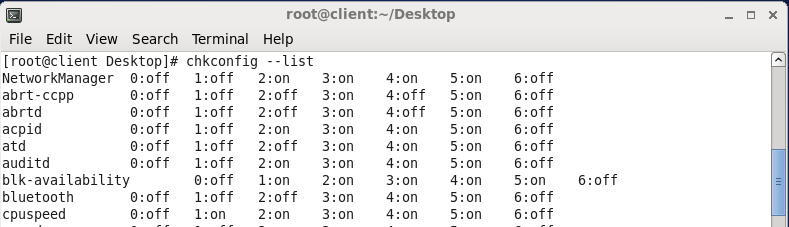 root@client:~/Desktop
File Edit View Search Terminal Help
[root@client Desktop]# chkconfig --list
NetworkManager 0:off 1:off 2:on 3:on 4:on 5:on 6:off
abrt-ccpp 0:off 1:off 2:off 3:on 4:off 5:on 6:off
abrtd 0:off 1:off 2:off 3:on 4:off 5:on 6:off
acpid 0:off 1:off 2:on 3:on 4:on 5:on 6:off
atd 0:off 1:off 2:off 3:on 4:on 5:on 6:off
auditd 0:off 1:off 2:on 3:on 4:on 5:on 6:off
blk-availability 0:off 1:on 2:on 3:on 4:on 5:on 6:off
bluetooth 0:off 1:off 2:off 3:on 4:on 5:on 6:off
cpuspeed 0:off 1:on 2:on 3:on 4:on 5:on 6:off